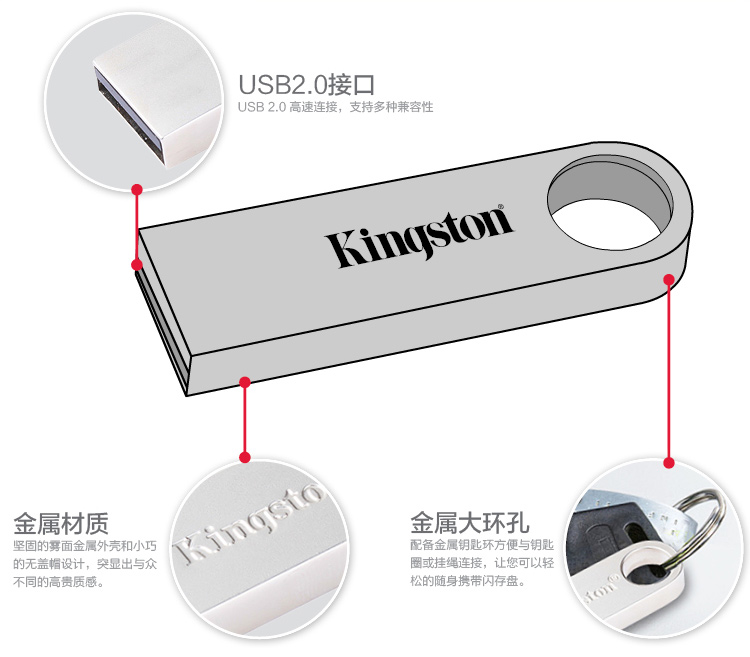 USB2.0接口
USB 2.0 高速连接，支持多种兼容性
Kingston®
金属材质
坚固的雾面金属外壳和小巧
的无盖帽设计，突显出与众
不同的高贵质感。
Kingsto
金属大环孔
配备金属钥匙环方便与钥匙
圈或挂绳连接，让您可以轻
松的随身携带闪存盘。
ston®